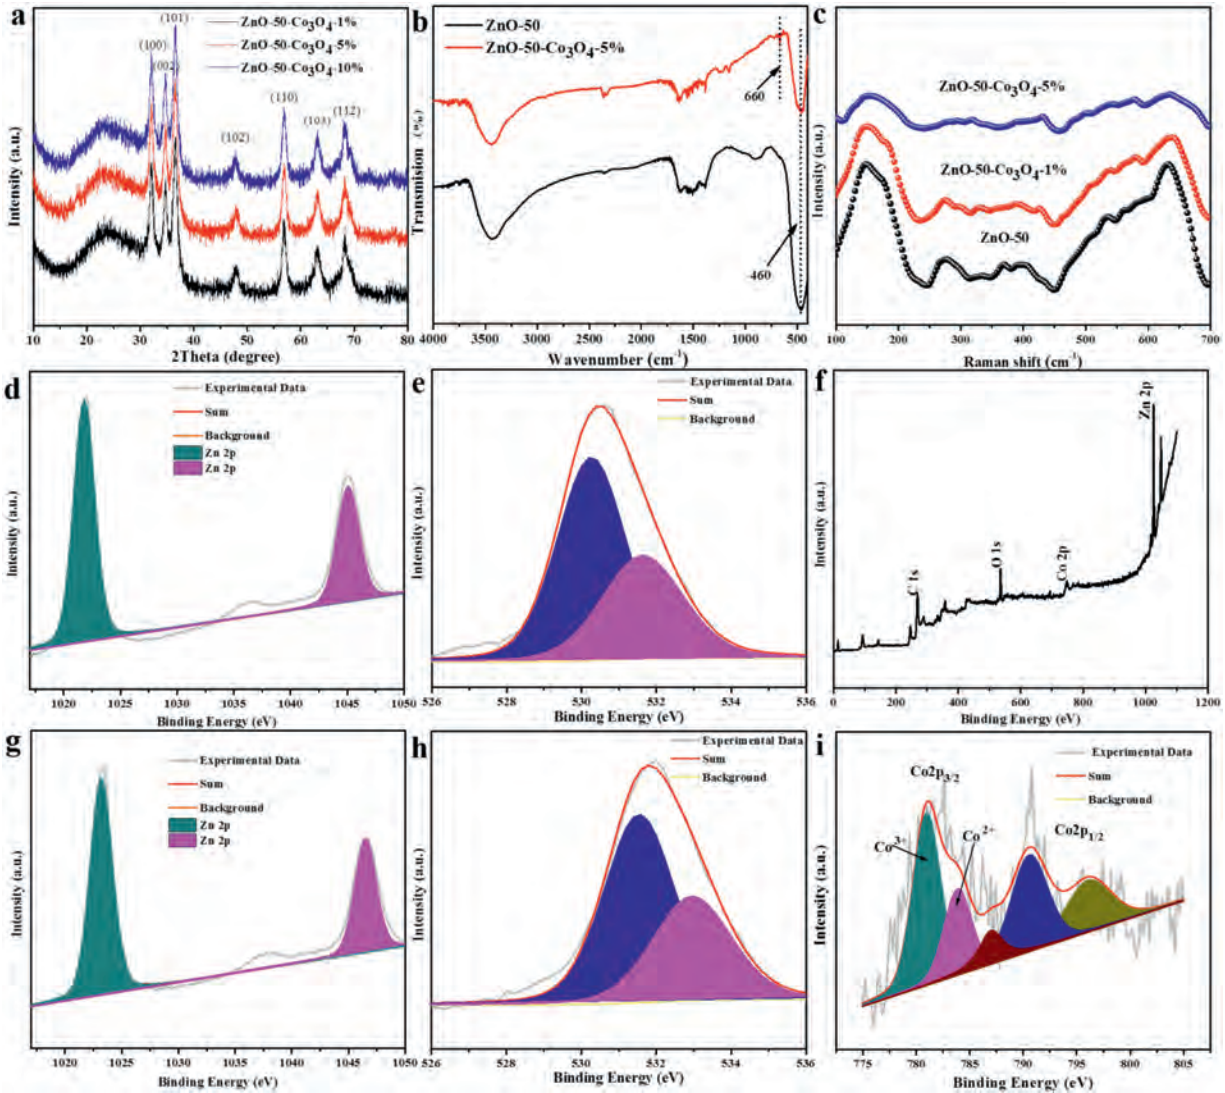 a
ZnO-50-Co3O4-1%
ZnO-50-Co3O4-5%
ZnO-50-Co3O4-10%
(100)
(002)
(101)
(102)
(110)
(103)
(112)
Intensity (a.u.)
10 20 30 40 50 60 70 80
2Theta (degree)
b
ZnO-50
ZnO-50-Co3O4-5%
660
460
Transmision (%)
4000 3500 3000 2500 2000 1500 1000 500
Wavenumber (cm-1)
c
ZnO-50-Co3O4-5%
ZnO-50-Co3O4-1%
ZnO-50
Intensity (a.u.)
100 200 300 400 500 600 700
Raman shift (cm-1)
d
Experimental Data
Sum
Background
Zn 2p
Zn 2p
Intensity (a.u.)
1020 1025 1030 1035 1040 1045 1050
Binding Energy (eV)
e
Experimental Data
Sum
Background
Intensity (a.u.)
526 528 530 532 534 536
Binding Energy (eV)
f
C 1s
O 1s
Co 2p
Zn 2p
Intensity (a.u.)
0 200 400 600 800 1000 1200
Binding Energy (eV)
g
Experimental Data
Sum
Background
Zn 2p
Zn 2p
Intensity (a.u.)
1020 1025 1030 1035 1040 1045 1050
Binding Energy (eV)
h
Experimental Data
Sum
Background
Intensity (a.u.)
526 528 530 532 534 536
Binding Energy (eV)
i
Experimental Data
Sum
Background
Co2p3/2
Co3+
Co2+
Co2p1/2
Intensity (a.u.)
775 780 785 790 795 800 805
Binding Energy (eV)